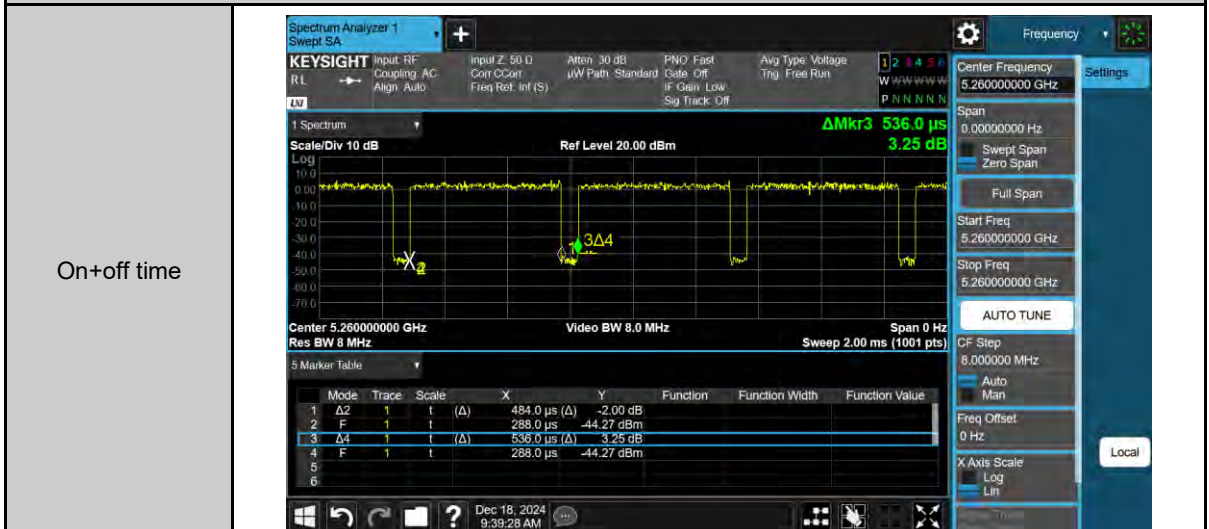 On+off time
Spectrum Analyzer 1
Swept SA
+
Frequency
KEYSIGHT
RL
LXI
Input: RF
Coupling: AC
Align: Auto
Input Z: 50 Ω
Corr CCorr
Freq Ref: Int (S)
Atten: 30 dB
µW Path: Standard
PNO: Fast
Gate: Off
IF Gain: Low
Sig Track: Off
Avg Type: Voltage
Trig: Free Run
1 2 3 4 5 6
W W W W W W
P N N N N N
1 Spectrum
Scale/Div 10 dB
Ref Level 20.00 dBm
ΔMkr3 536.0 µs
3.25 dB
Log
10.0
0.00
-10.0
-20.0
-30.0
-40.0
-50.0
-60.0
-70.0
3Δ4
Center 5.260000000 GHz
Res BW 8 MHz
Video BW 8.0 MHz
Span 0 Hz
Sweep 2.00 ms (1001 pts)
5 Marker Table
Mode Trace Scale X Y Function Function Width Function Value
1 Δ2 1 t (Δ) 484.0 µs (Δ) -2.00 dB
2 F 1 t 288.0 µs -44.27 dBm
3 Δ4 1 t (Δ) 536.0 µs (Δ) 3.25 dB
4 F 1 t 288.0 µs -44.27 dBm
5
6
Center Frequency
5.260000000 GHz
Span
0.00000000 Hz
Swept Span
Zero Span
Full Span
Start Freq
5.260000000 GHz
Stop Freq
5.260000000 GHz
AUTO TUNE
CF Step
8.000000 MHz
Auto
Man
Freq Offset
0 Hz
X Axis Scale
Log
Lin
Settings
Local
?
Dec 18, 2024
9:39:28 AM